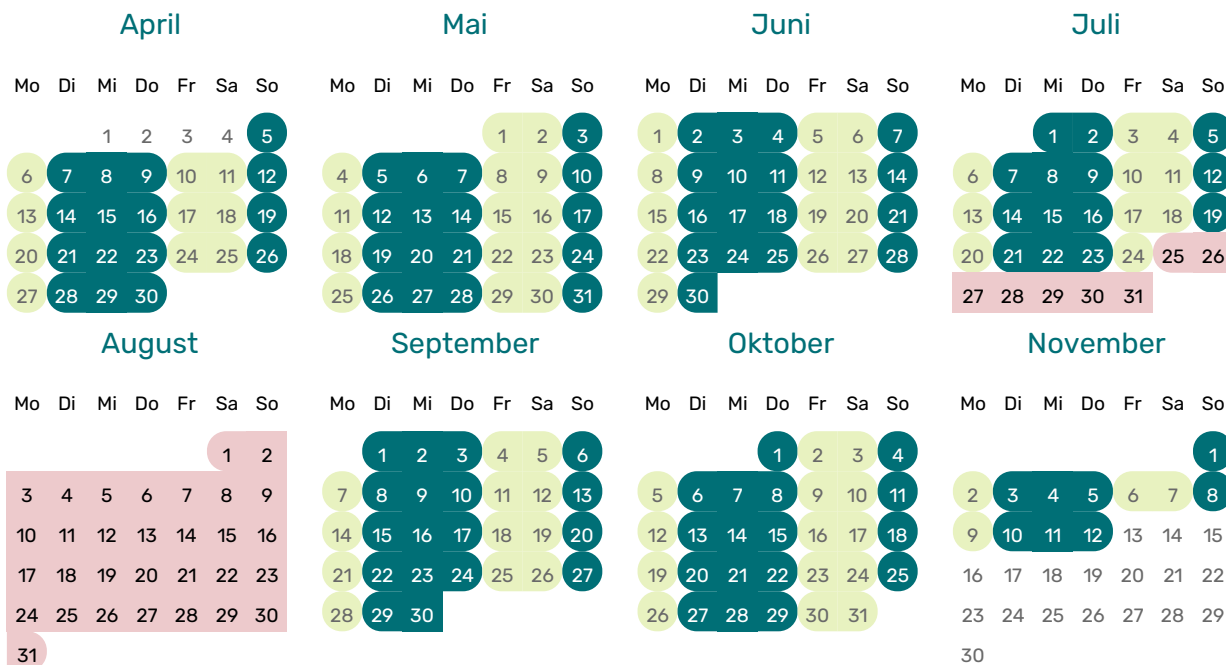 April Mai Juni Juli
Mo Di Mi Do Fr Sa So Mo Di Mi Do Fr Sa So Mo Di Mi Do Fr Sa So Mo Di Mi Do Fr Sa So
1 2 3 4 5 1 2 3 1 2 3 4 5 6 7 1 2 3 4 5
6 7 8 9 10 11 12 4 5 6 7 8 9 10 8 9 10 11 12 13 14 6 7 8 9 10 11 12
13 14 15 16 17 18 19 11 12 13 14 15 16 17 15 16 17 18 19 20 21 13 14 15 16 17 18 19
20 21 22 23 24 25 26 18 19 20 21 22 23 24 22 23 24 25 26 27 28 20 21 22 23 24 25 26
27 28 29 30 25 26 27 28 29 30 31 29 30 27 28 29 30 31
August September Oktober November
Mo Di Mi Do Fr Sa So Mo Di Mi Do Fr Sa So Mo Di Mi Do Fr Sa So Mo Di Mi Do Fr Sa So
1 2 1 2 3 4 5 6 1 2 3 4 1
3 4 5 6 7 8 9 7 8 9 10 11 12 13 5 6 7 8 9 10 11 2 3 4 5 6 7 8
10 11 12 13 14 15 16 14 15 16 17 18 19 20 12 13 14 15 16 17 18 9 10 11 12 13 14 15
17 18 19 20 21 22 23 21 22 23 24 25 26 27 19 20 21 22 23 24 25 16 17 18 19 20 21 22
24 25 26 27 28 29 30 28 29 30 26 27 28 29 30 31 23 24 25 26 27 28 29
31 30